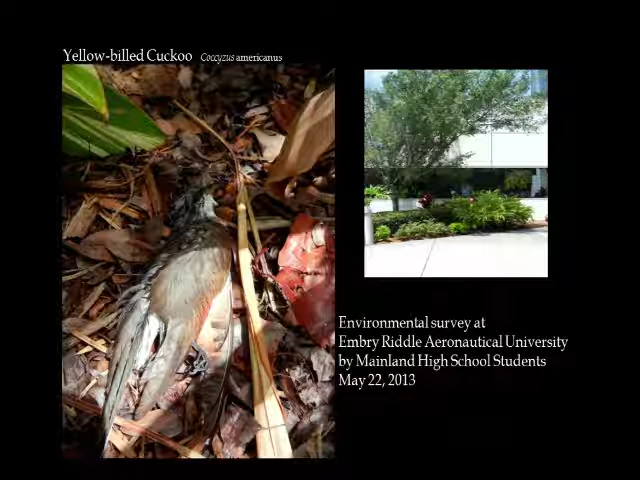 Yellow-billed Cuckoo Coccyzus americanus
Environmental survey at
Embry Riddle Aeronautical University
by Mainland High School Students
May 22, 2013